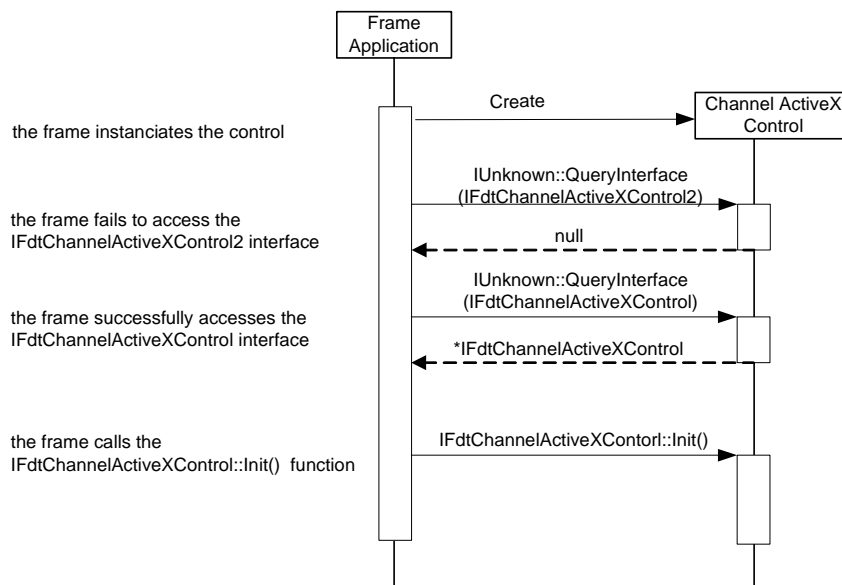 Frame
Application
Create
Channel ActiveX
Control
the frame instanciates the control
IUnknown::QueryInterface
(IFdtChannelActiveXControl2)
the frame fails to access the
IFdtChannelActiveXControl2 interface
null
IUnknown::QueryInterface
(IFdtChannelActiveXControl)
the frame successfully accesses the
IFdtChannelActiveXControl interface
*IFdtChannelActiveXControl
the frame calls the
IFdtChannelActiveXControl::Init() function
IFdtChannelActiveXContorl::Init()